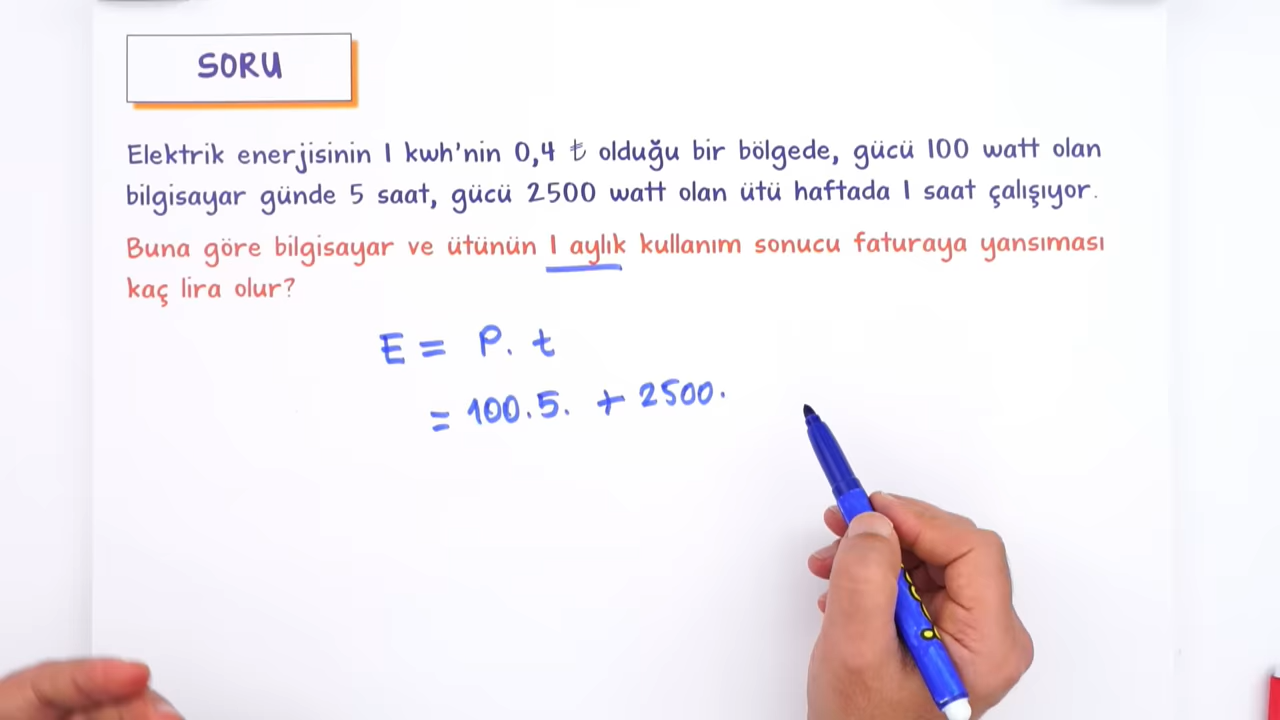 SORU
Elektrik enerjisinin 1 kwh'nin 0,4 ₺ olduğu bir bölgede, gücü 100 watt olan
bilgisayar günde 5 saat, gücü 2500 watt olan ütü haftada 1 saat çalışıyor.
Buna göre bilgisayar ve ütünün 1 aylık kullanım sonucu faturaya yansıması
kaç lira olur?
E = P. t
= 100.5. + 2500.